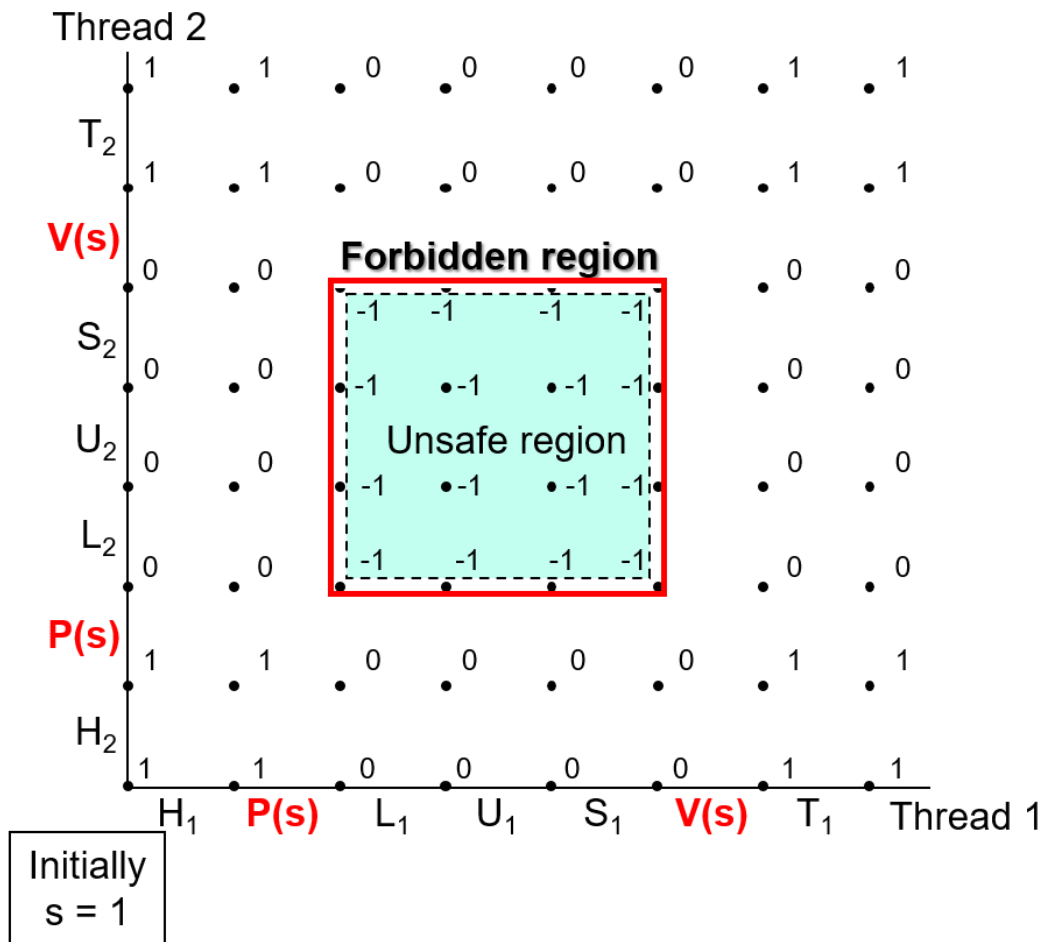 Thread 2
1 1 0 0 0 0 1 1
T₂
1 1 0 0 0 0 1 1
V(s)
Forbidden region
0 0 -1 -1 -1 -1 0 0
S₂
0 0 -1 -1 -1 -1 0 0
U₂
Unsafe region
0 0 -1 -1 -1 -1 0 0
L₂
0 0 -1 -1 -1 -1 0 0
P(s)
1 1 0 0 0 0 1 1
H₂
1 1 0 0 0 0 1 1
H₁ P(s) L₁ U₁ S₁ V(s) T₁ Thread 1
Initially
s = 1